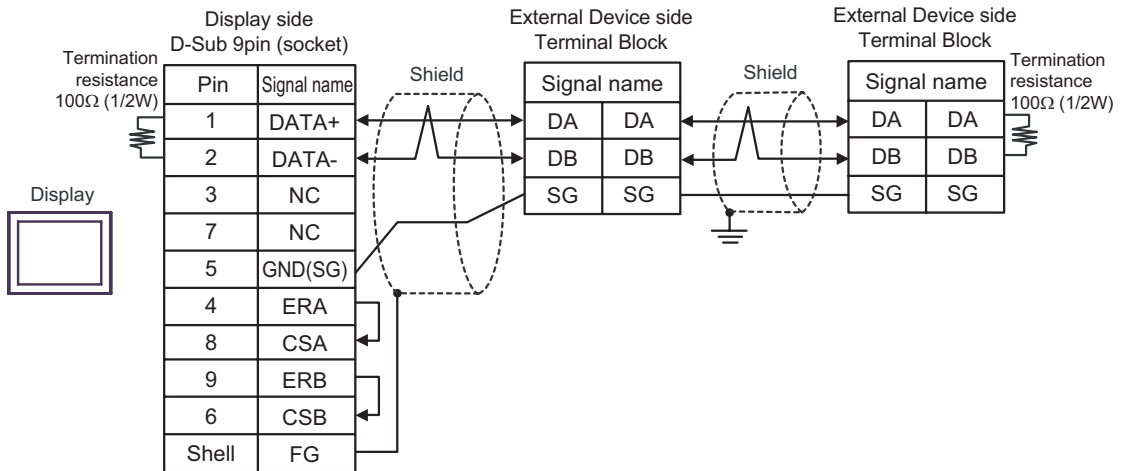 Display side
D-Sub 9pin (socket)
External Device side
Terminal Block
External Device side
Terminal Block
Termination
resistance
100Ω (1/2W)
Shield
Shield
Termination
resistance
100Ω (1/2W)
Display
Pin Signal name
1 DATA+
2 DATA-
3 NC
7 NC
5 GND(SG)
4 ERA
8 CSA
9 ERB
6 CSB
Shell FG
Signal name
DA DA
DB DB
SG SG
Signal name
DA DA
DB DB
SG SG